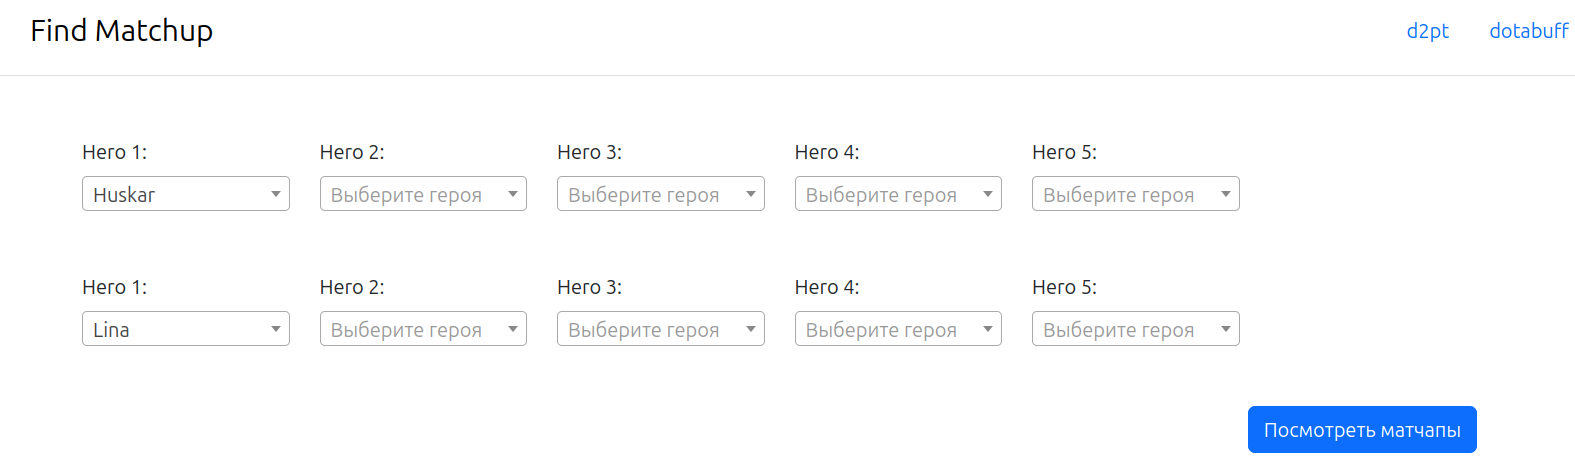 Find Matchup d2pt dotabuff
Hero 1: Hero 2: Hero 3: Hero 4: Hero 5:
Huskar Выберите героя Выберите героя Выберите героя Выберите героя
Hero 1: Hero 2: Hero 3: Hero 4: Hero 5:
Lina Выберите героя Выберите героя Выберите героя Выберите героя
Посмотреть матчапы